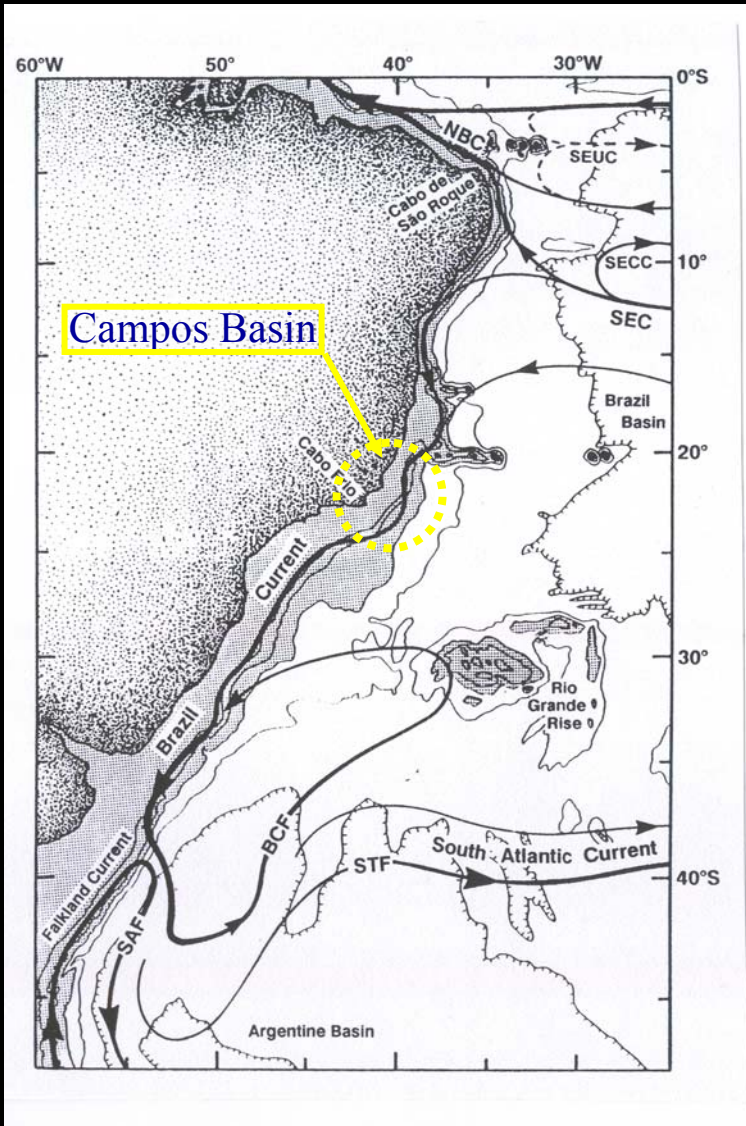 60°W 50° 40° 30°W 0°S
NBC
SEUC
Cabo de
São Roque
SECC
10°
SEC
Campos Basin
Brazil
Basin
Cabo Frio
20°
Current
30°
Rio
Grande
Rise
Brazil
BCF
South Atlantic Current
STF
Falkland Current
40°S
SAF
Argentine Basin